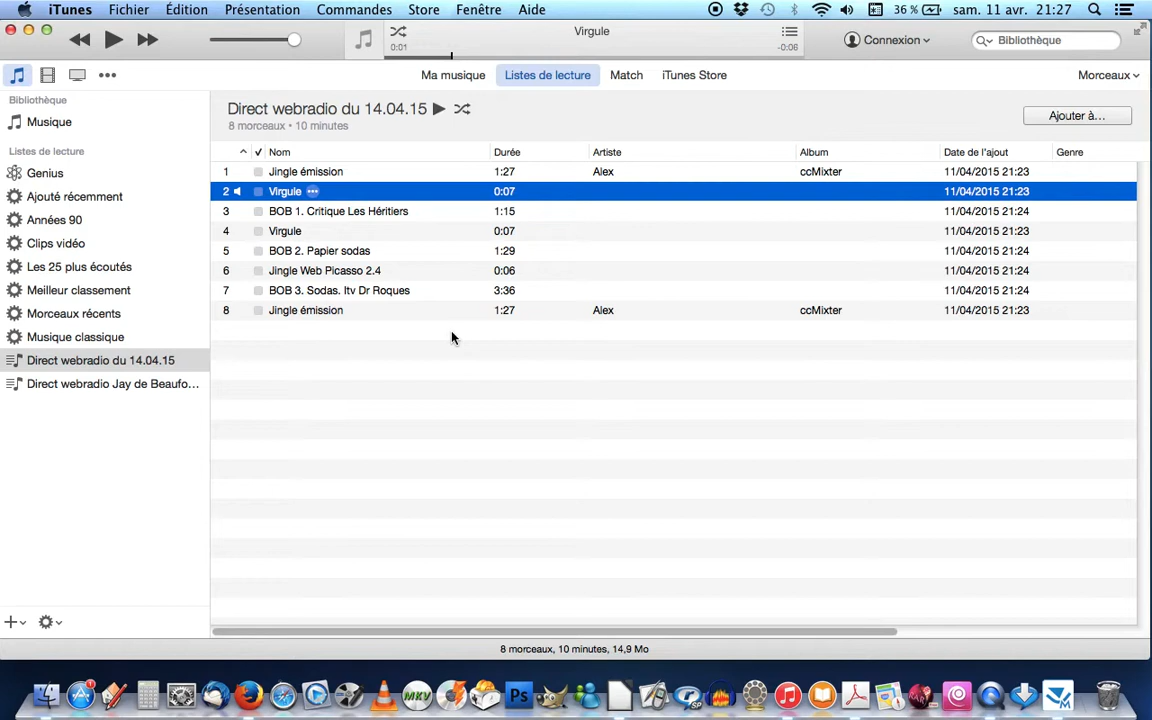 iTunes Fichier Édition Présentation Commandes Store Fenêtre Aide 36 % sam. 11 avr. 21:27
Virgule
0:01 -0:06
Connexion
Bibliothèque
Ma musique Listes de lecture Match iTunes Store Morceaux
Bibliothèque
Musique
Listes de lecture
Genius
Ajouté récemment
Années 90
Clips vidéo
Les 25 plus écoutés
Meilleur classement
Morceaux récents
Musique classique
Direct webradio du 14.04.15
Direct webradio Jay de Beaufo...
Direct webradio du 14.04.15
8 morceaux • 10 minutes
Ajouter à...
Nom Durée Artiste Album Date de l'ajout Genre
1 Jingle émission 1:27 Alex ccMixter 11/04/2015 21:23
2 Virgule 0:07 11/04/2015 21:23
3 BOB 1. Critique Les Héritiers 1:15 11/04/2015 21:24
4 Virgule 0:07 11/04/2015 21:23
5 BOB 2. Papier sodas 1:29 11/04/2015 21:24
6 Jingle Web Picasso 2.4 0:06 11/04/2015 21:24
7 BOB 3. Sodas. Itv Dr Roques 3:36 11/04/2015 21:24
8 Jingle émission 1:27 Alex ccMixter 11/04/2015 21:23
8 morceaux, 10 minutes, 14,9 Mo
MKV Ps